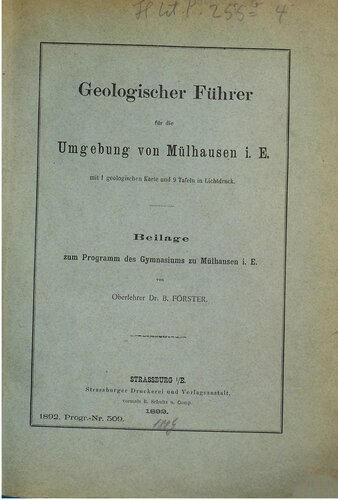 255 4
Geologischer Führer
für die
Umgebung von Mülhausen i. E.
mit 1 geologischen Karte und 9 Tafeln in Lichtdruck.
Beilage
zum Programm des Gymnasiums zu Mülhausen i. E.
von
Oberlehrer Dr. B. FÖRSTER.
STRASSBURG i/E.
Strassburger Druckerei und Verlagsanstalt,
vormals R. Schultz u. Comp.
1892.
1892. Progr.-Nr. 509.